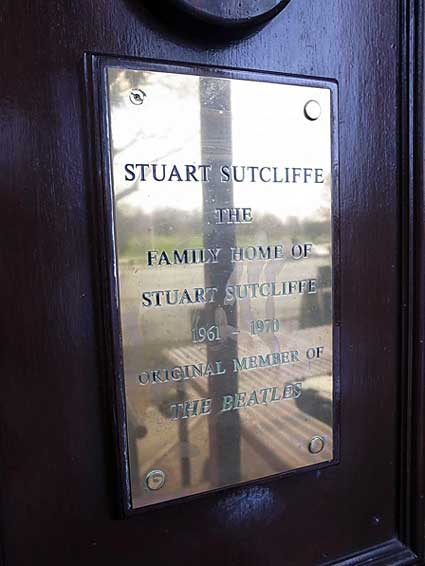 STUART SUTCLIFFE
THE
FAMILY HOME OF
STUART SUTCLIFFE
1961 - 1970
ORIGINAL MEMBER OF
THE BEATLES